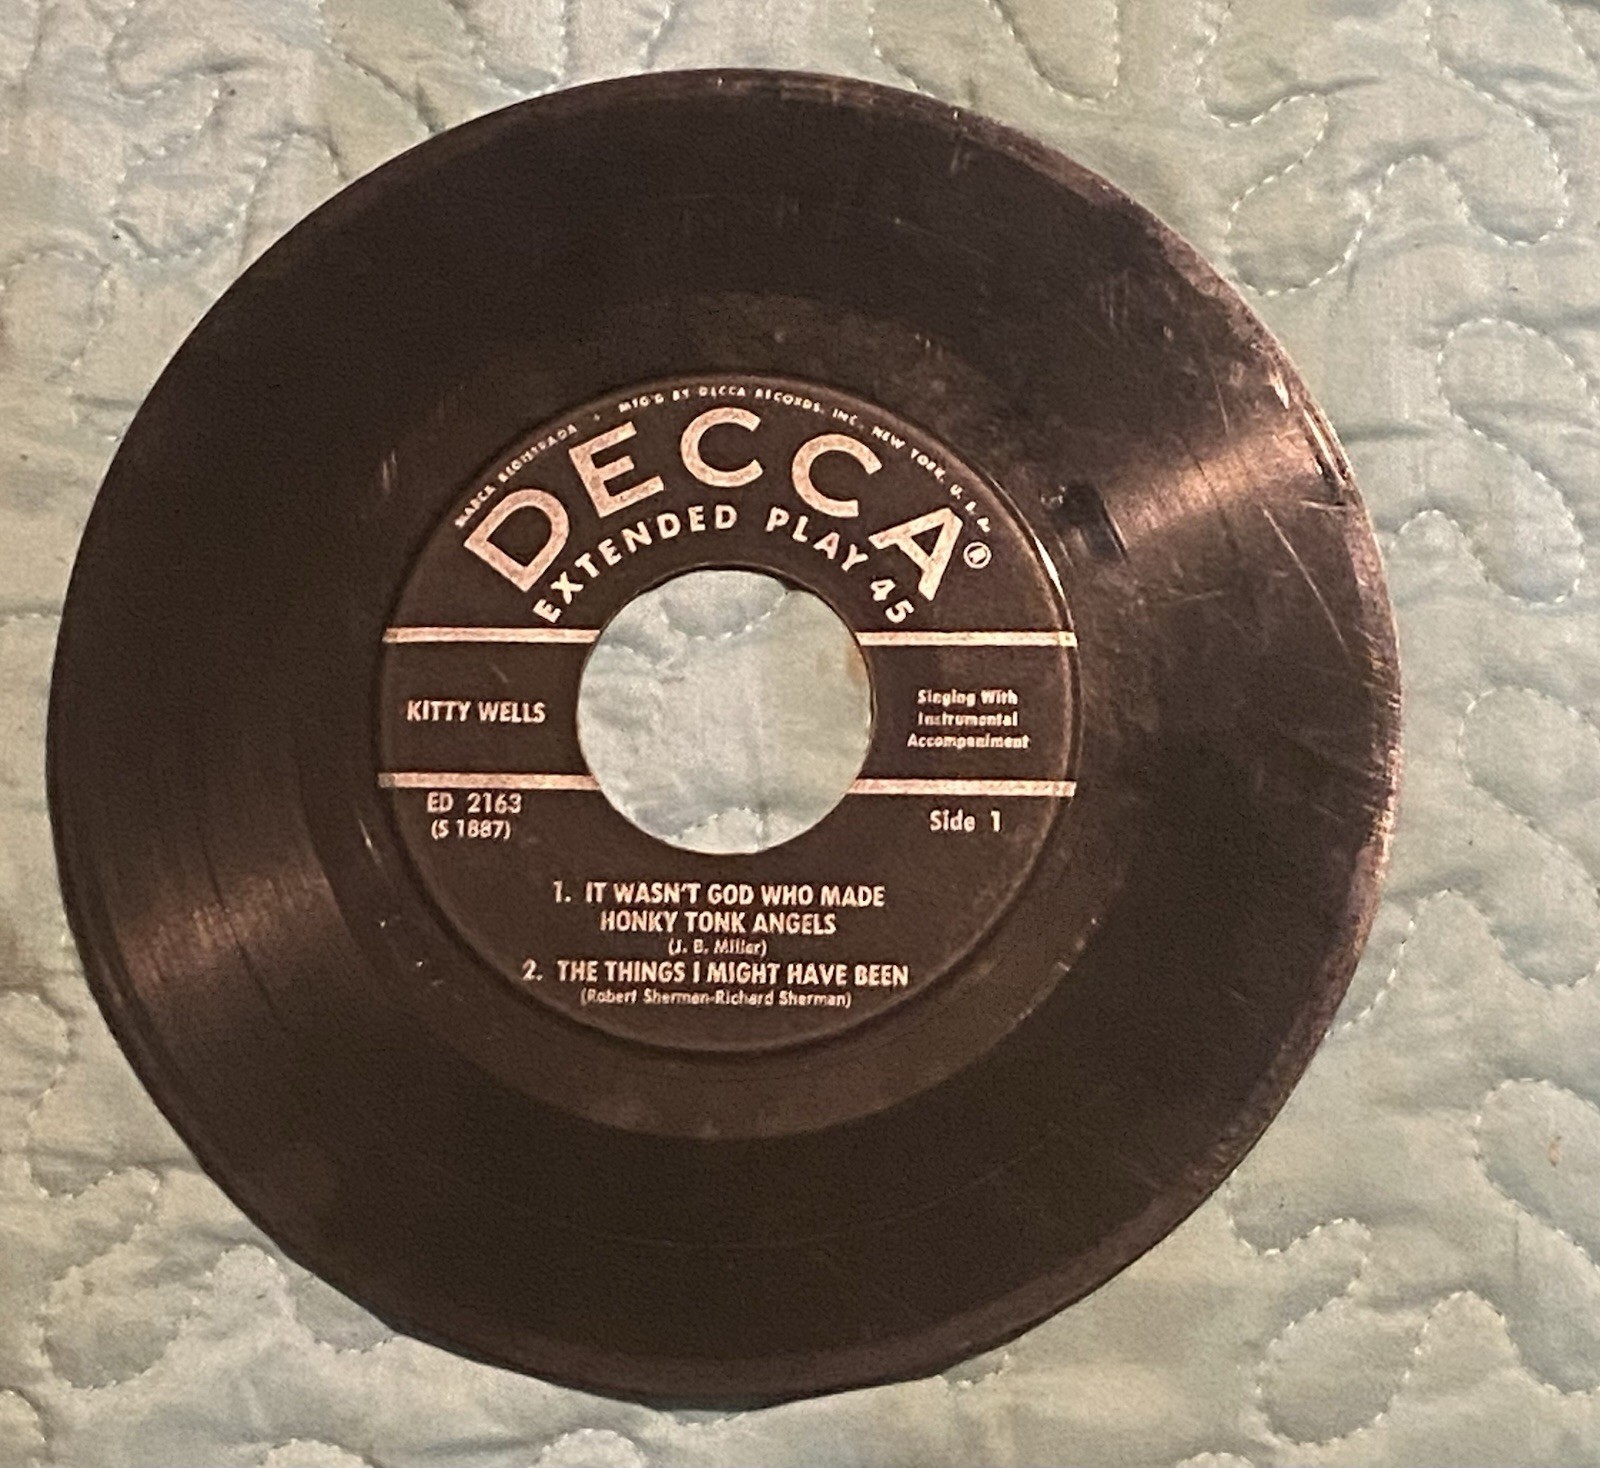 MARCA REGISTRADA • MFG'D BY DECCA RECORDS, INC., NEW YORK, U.S.A.
DECCA ®
EXTENDED PLAY 45
KITTY WELLS
Singing With
Instrumental
Accompaniment
ED 2163
(S 1887)
Side 1
1. IT WASN'T GOD WHO MADE
HONKY TONK ANGELS
(J. B. Miller)
2. THE THINGS I MIGHT HAVE BEEN
(Robert Sherman-Richard Sherman)